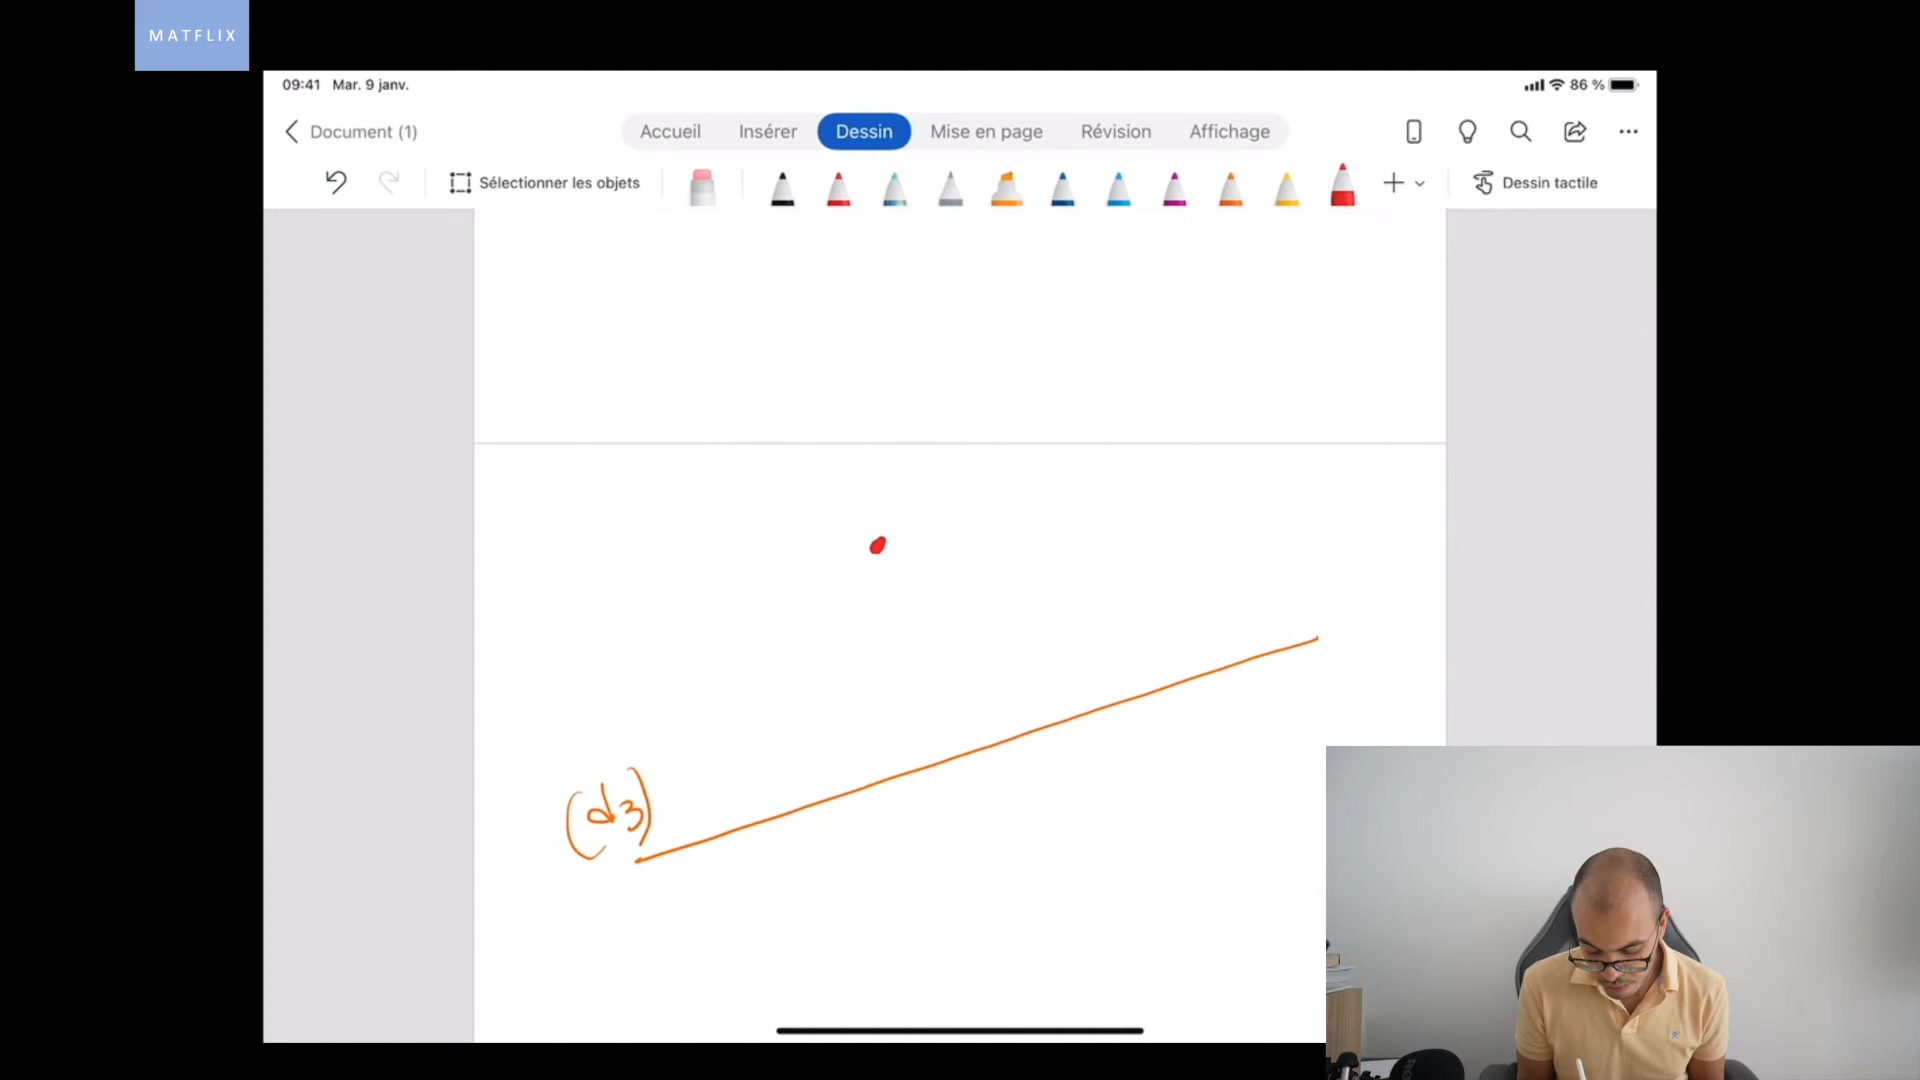 MATFLIX
09:41 Mar. 9 janv.
86 %
Document (1)
Accueil Insérer Dessin Mise en page Révision Affichage
Sélectionner les objets
Dessin tactile
(d3)